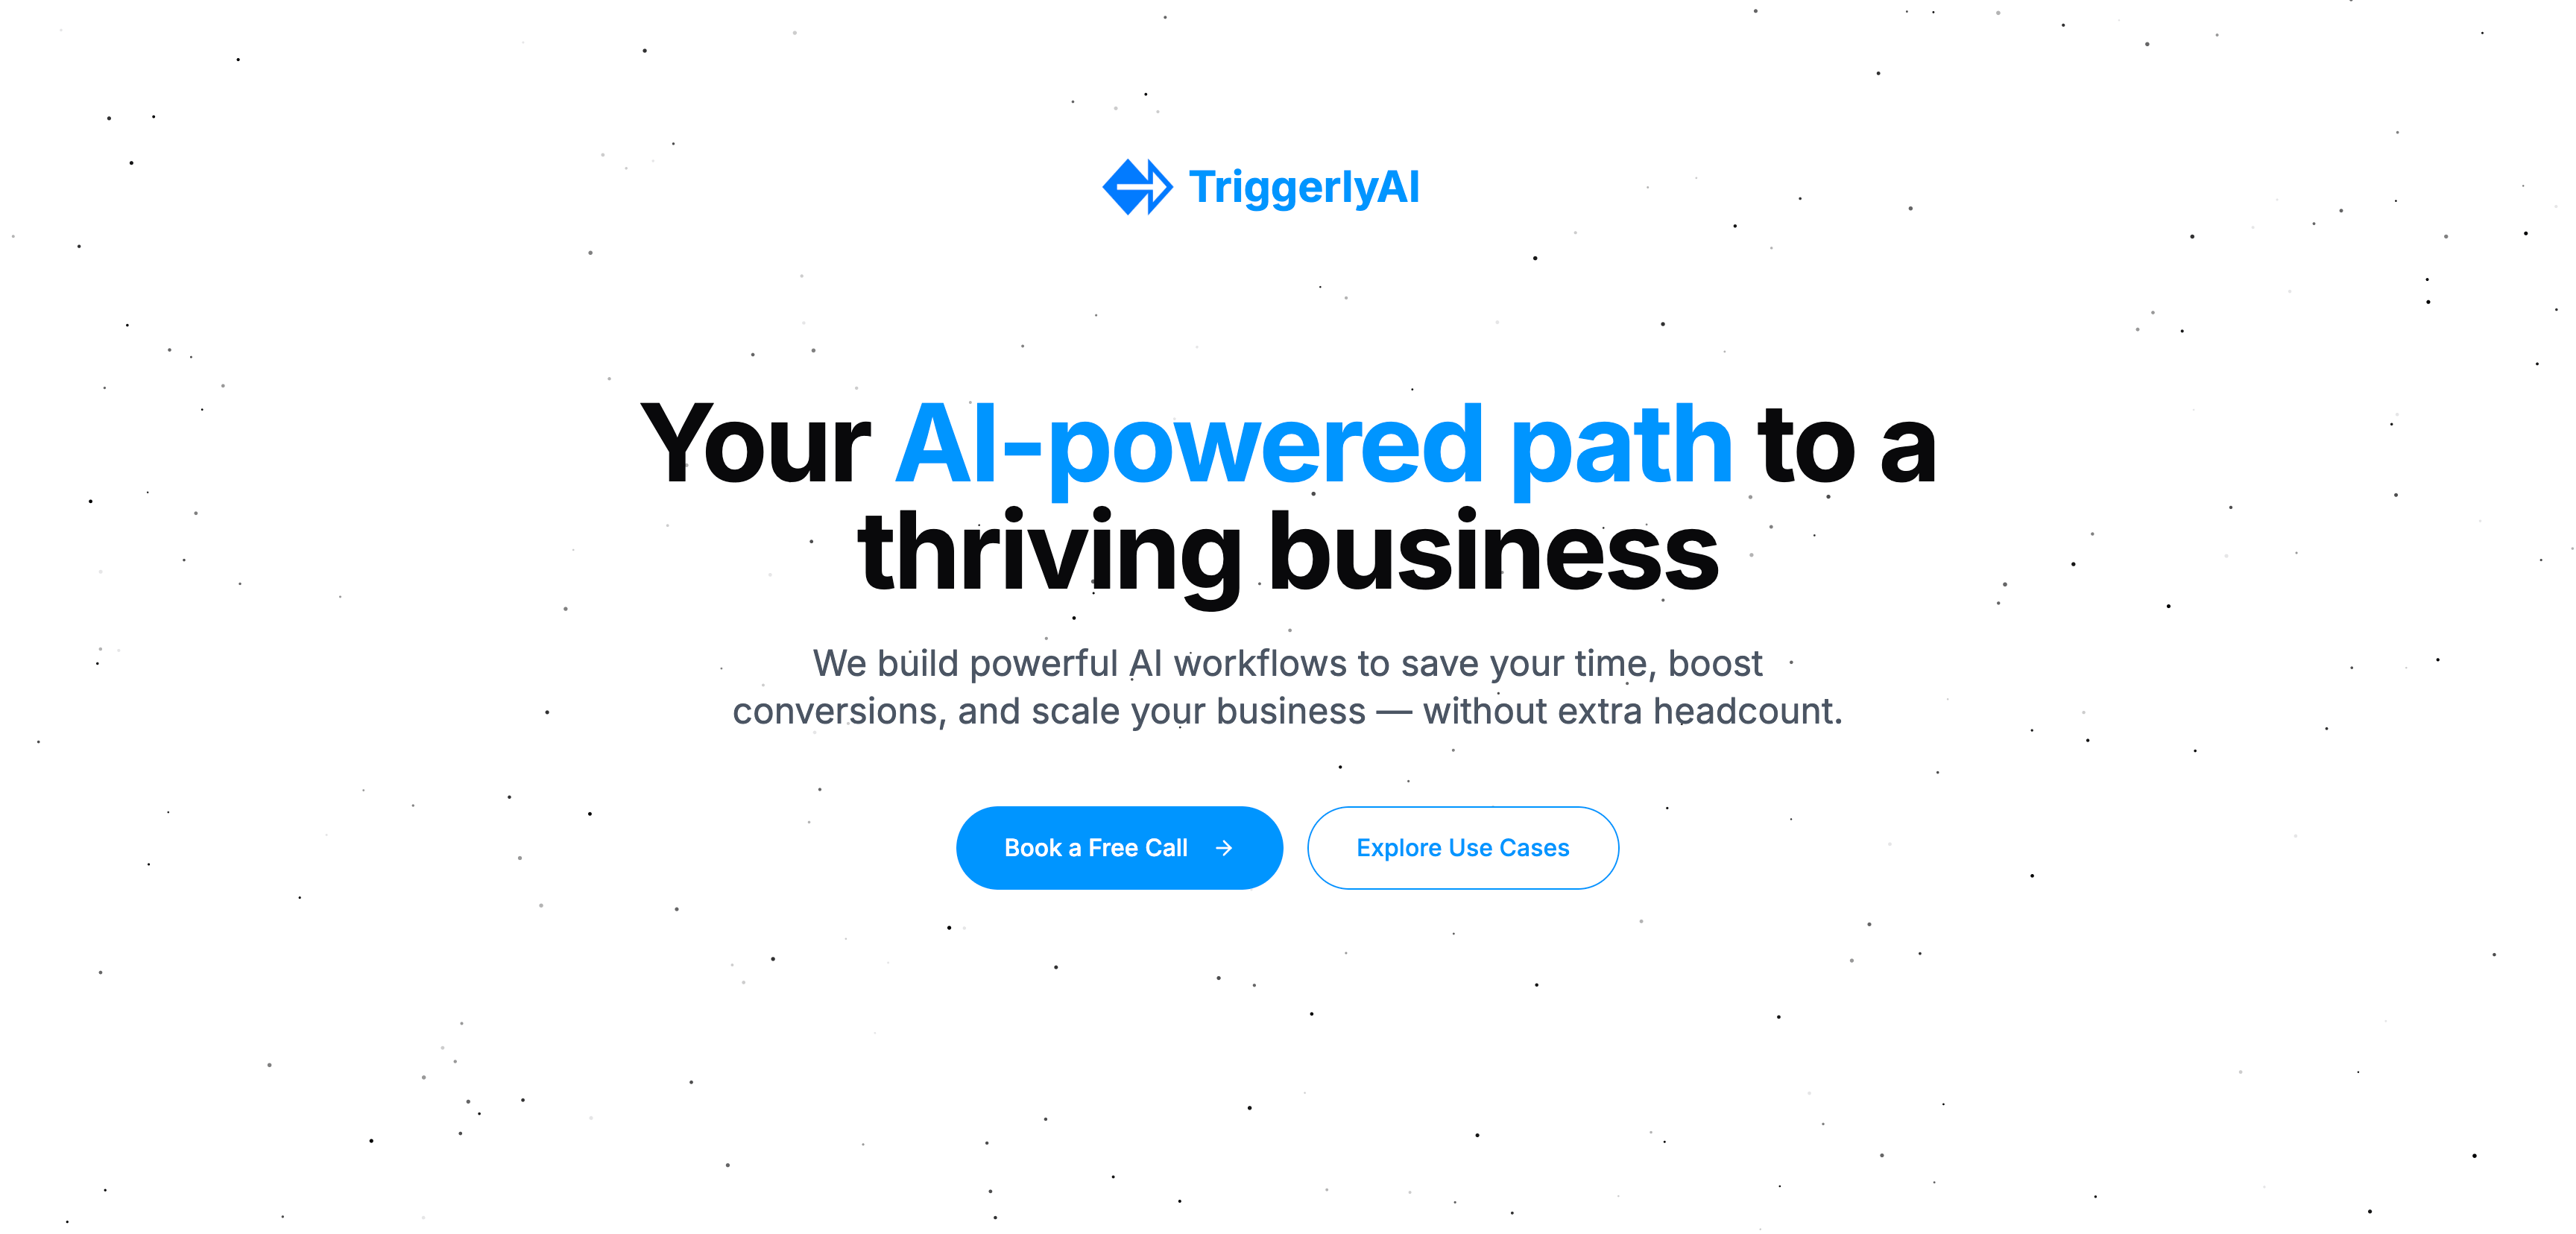 TriggerlyAI
Your AI-powered path to a
thriving business
We build powerful AI workflows to save your time, boost
conversions, and scale your business — without extra headcount.
Book a Free Call →
Explore Use Cases